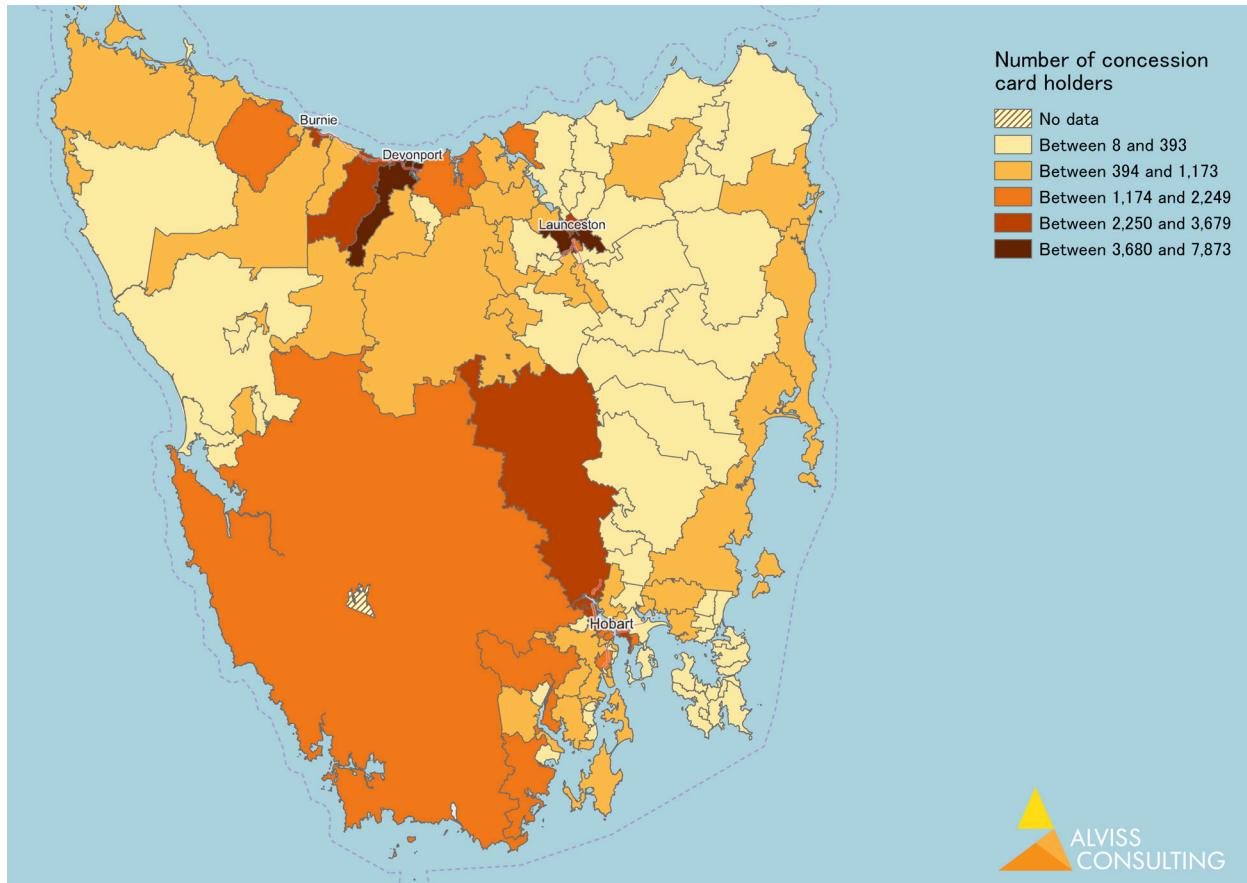 Number of concession
card holders
No data
Between 8 and 393
Between 394 and 1,173
Between 1,174 and 2,249
Between 2,250 and 3,679
Between 3,680 and 7,873
Burnie
Devonport
Launceston
Hobart
ALVISS
CONSULTING